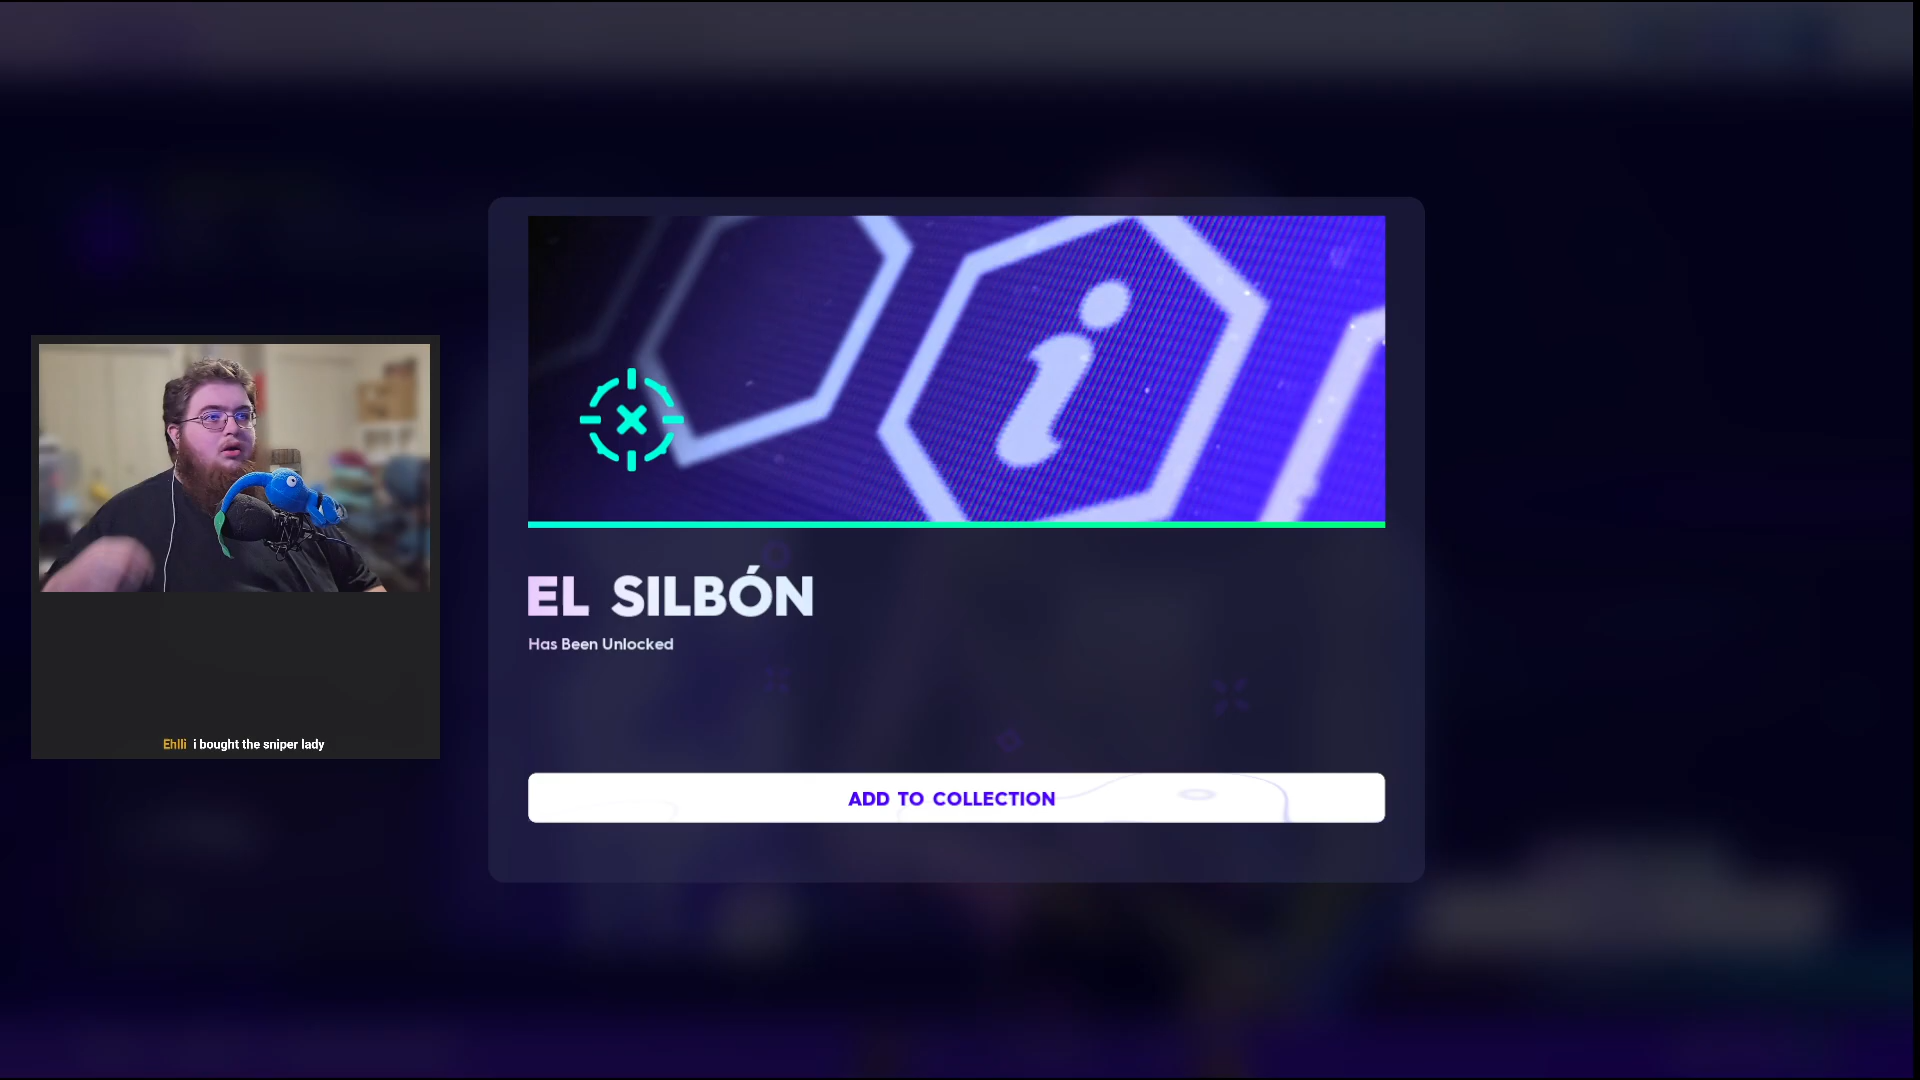 EL SILBÓN
Has Been Unlocked
Ehlli i bought the sniper lady
ADD TO COLLECTION